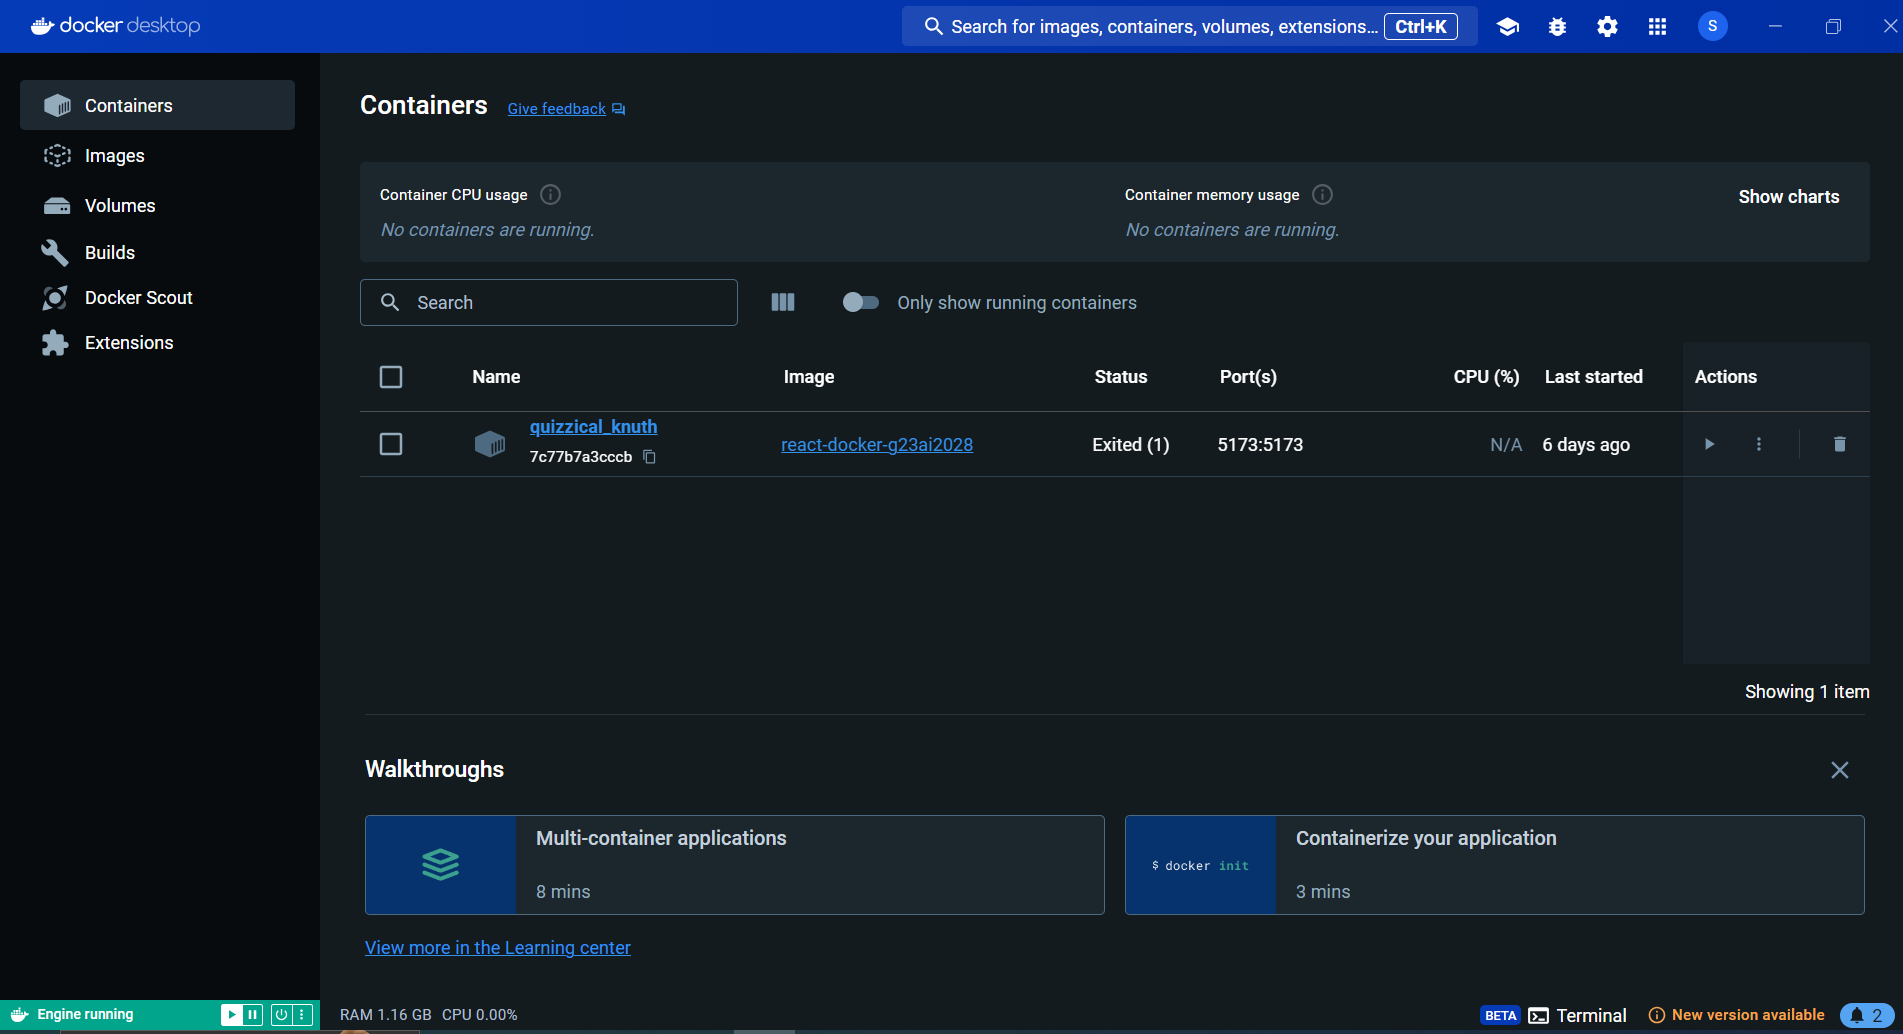 docker desktop
Search for images, containers, volumes, extensions... Ctrl+K
S
Containers
Images
Volumes
Builds
Docker Scout
Extensions
Containers Give feedback
Container CPU usage
No containers are running.
Container memory usage
No containers are running.
Show charts
Search
Only show running containers
Name Image Status Port(s) CPU (%) Last started Actions
quizzical_knuth
7c77b7a3cccb
react-docker-g23ai2028 Exited (1) 5173:5173 N/A 6 days ago
Showing 1 item
Walkthroughs
Multi-container applications
8 mins
$ docker init
Containerize your application
3 mins
View more in the Learning center
Engine running
RAM 1.16 GB CPU 0.00%
BETA Terminal
New version available
2